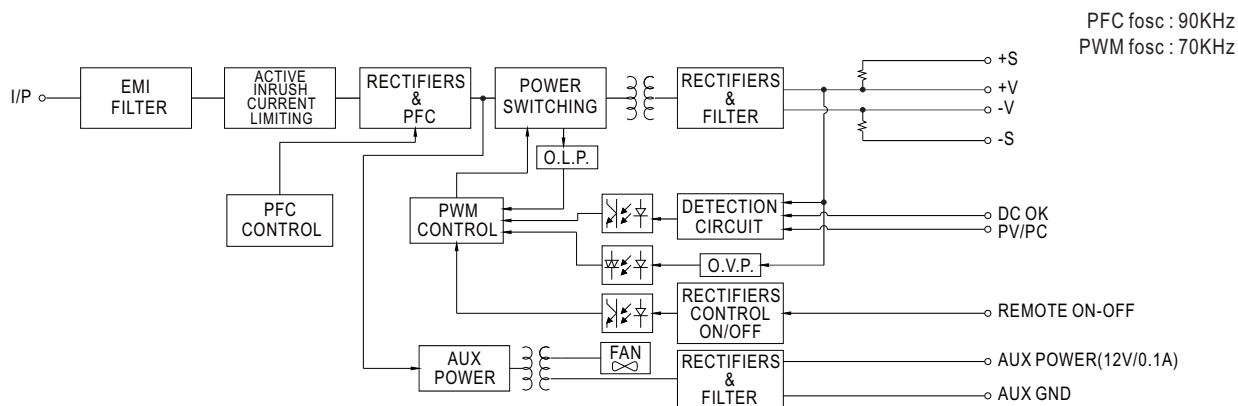 PFC fosc : 90KHz
PWM fosc : 70KHz
I/P
EMI
FILTER
ACTIVE
INRUSH
CURRENT
LIMITING
RECTIFIERS
&
PFC
POWER
SWITCHING
RECTIFIERS
&
FILTER
+S
+V
-V
-S
O.L.P.
PFC
CONTROL
PWM
CONTROL
DETECTION
CIRCUIT
DC OK
PV/PC
O.V.P.
RECTIFIERS
CONTROL
ON/OFF
REMOTE ON-OFF
AUX
POWER
FAN
RECTIFIERS
&
FILTER
AUX POWER(12V/0.1A)
AUX GND